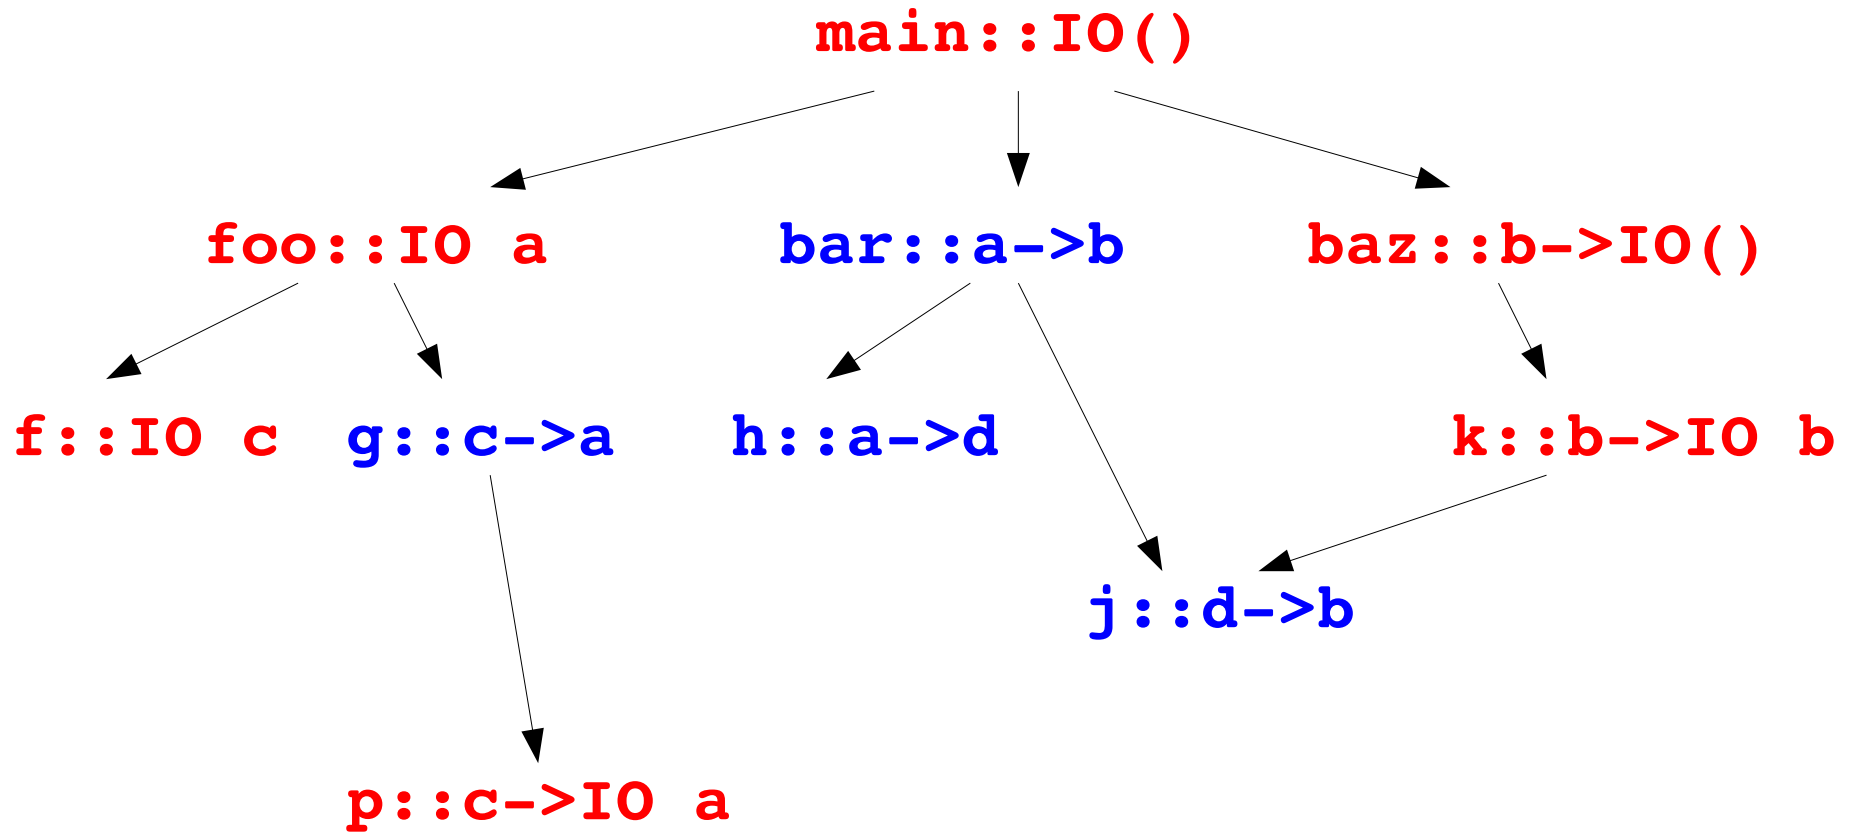 main::IO()
foo::IO a
bar::a->b
baz::b->IO()
f::IO c
g::c->a
h::a->d
k::b->IO b
j::d->b
p::c->IO a